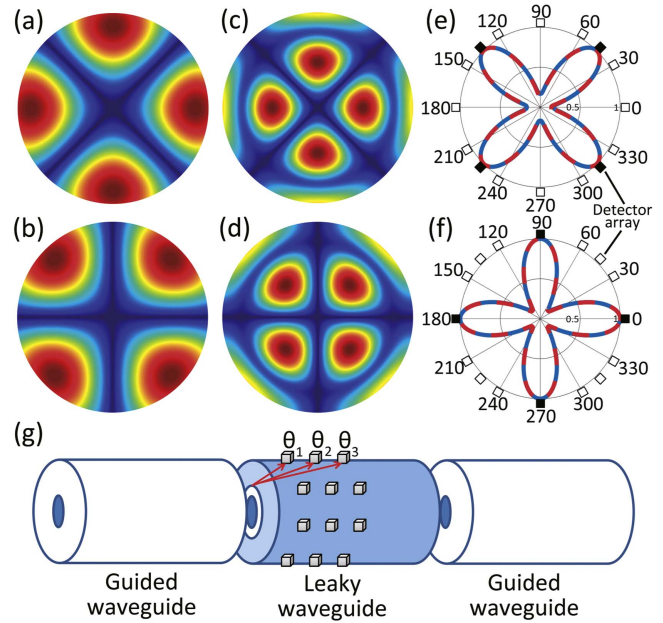 (a)
(c)
(e)
90
120
60
150
30
180
0.5
1
0
210
330
240
300
270
Detector
array
(b)
(d)
(f)
90
120
60
150
30
180
0.5
1
0
210
330
240
300
270
(g)
θ1 θ2 θ3
Guided
waveguide
Leaky
waveguide
Guided
waveguide